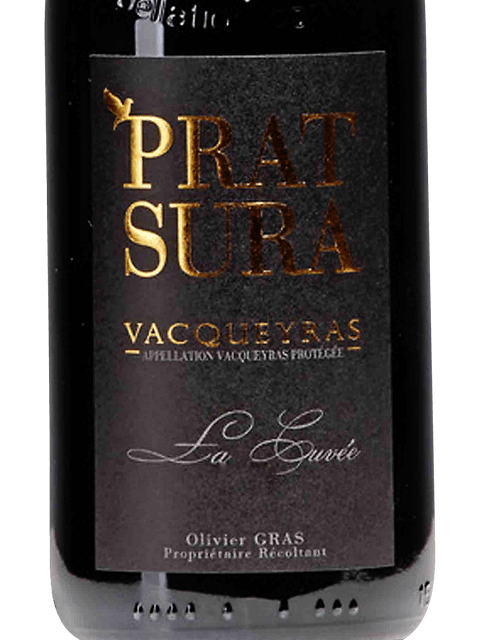 PRAT
SURA
VACQUEYRAS
APPELLATION VACQUEYRAS PROTÉGÉE
La Cuvée
Olivier GRAS
Propriétaire Récoltant